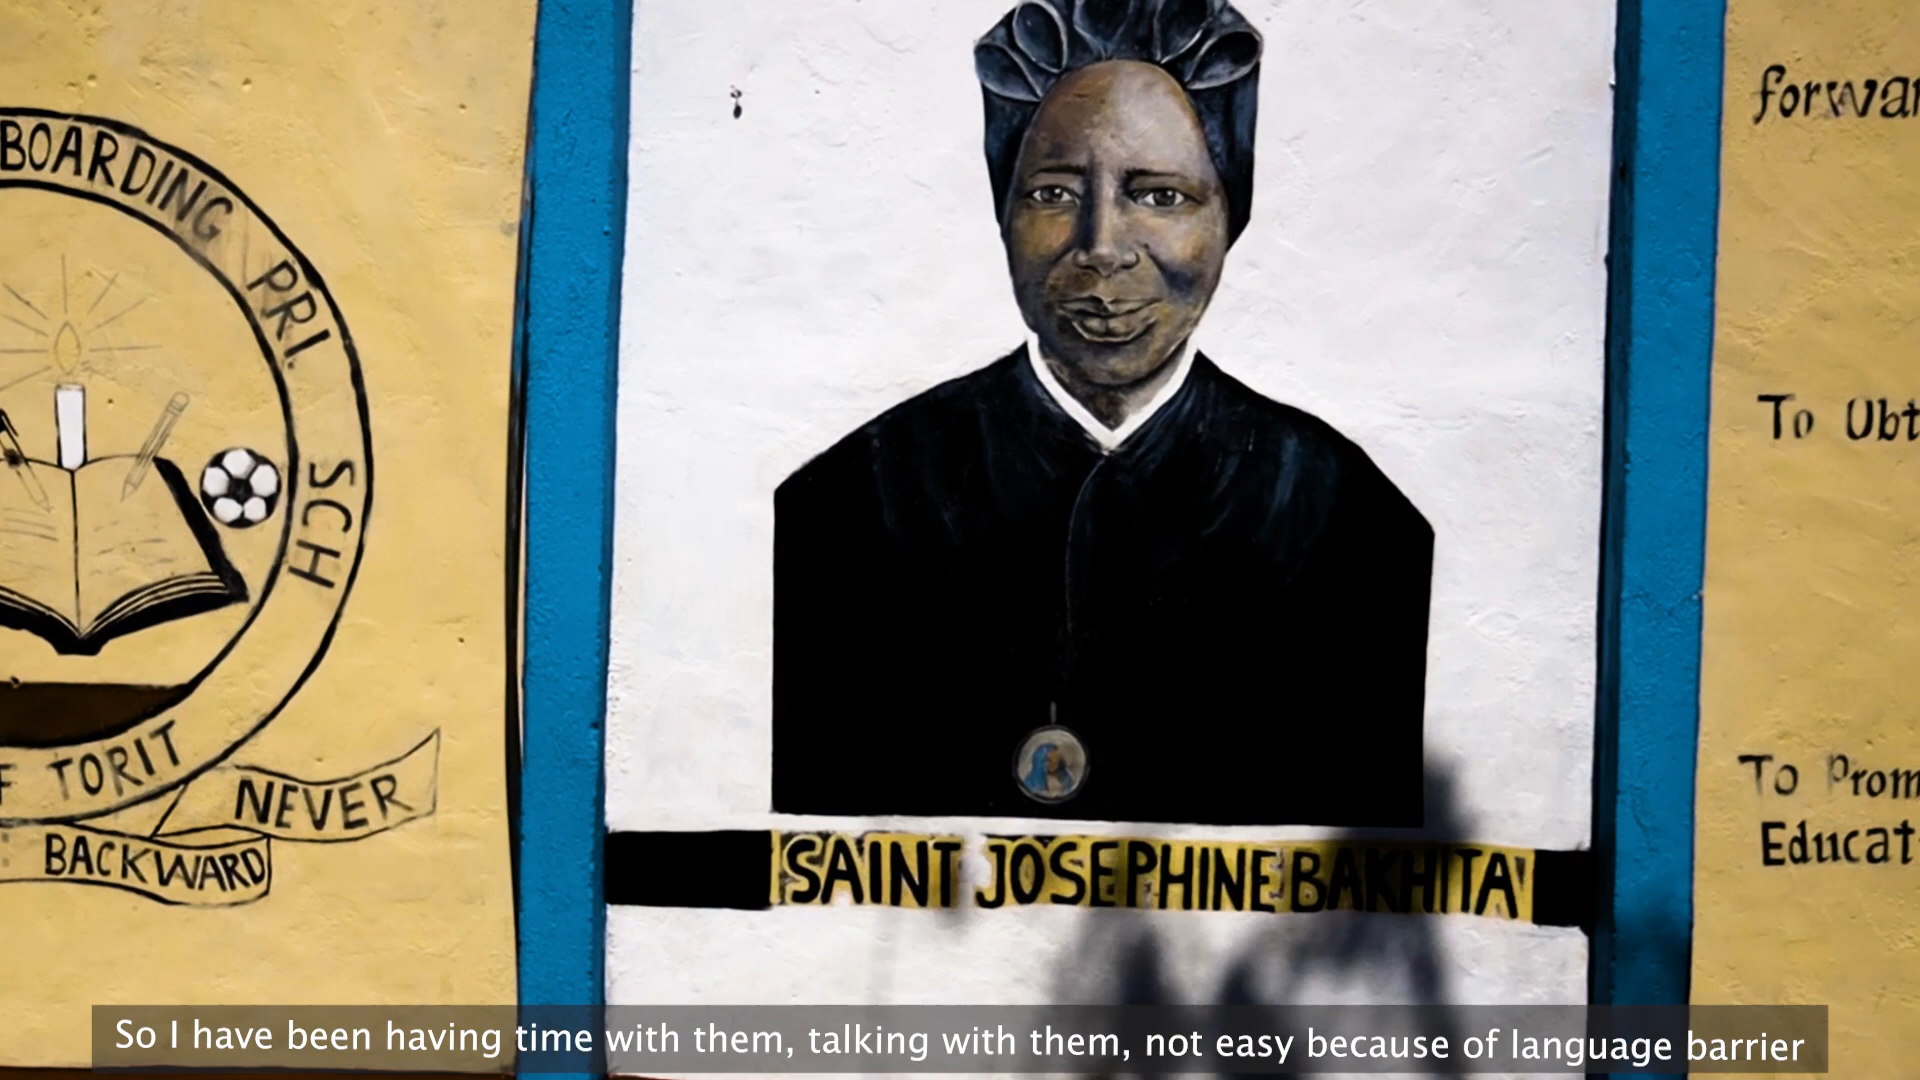 BOARDING PRI. SCH
F TORIT
NEVER
BACKWARD
SAINT JOSEPHINE BAKHITA
forwar
To Ubt
To Prom
Educat
So I have been having time with them, talking with them, not easy because of language barrier